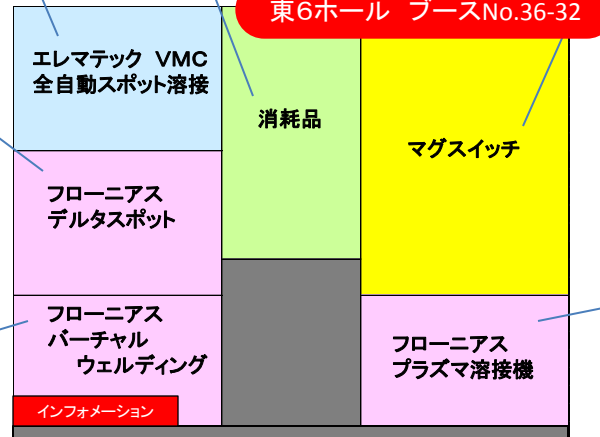 東6ホール　ブースNo.36-32
エレマテック　VMC
全自動スポット溶接
消耗品
マグスイッチ
フローニアス
デルタスポット
フローニアス
バーチャル
ウェルディング
フローニアス
プラズマ溶接機
インフォメーション